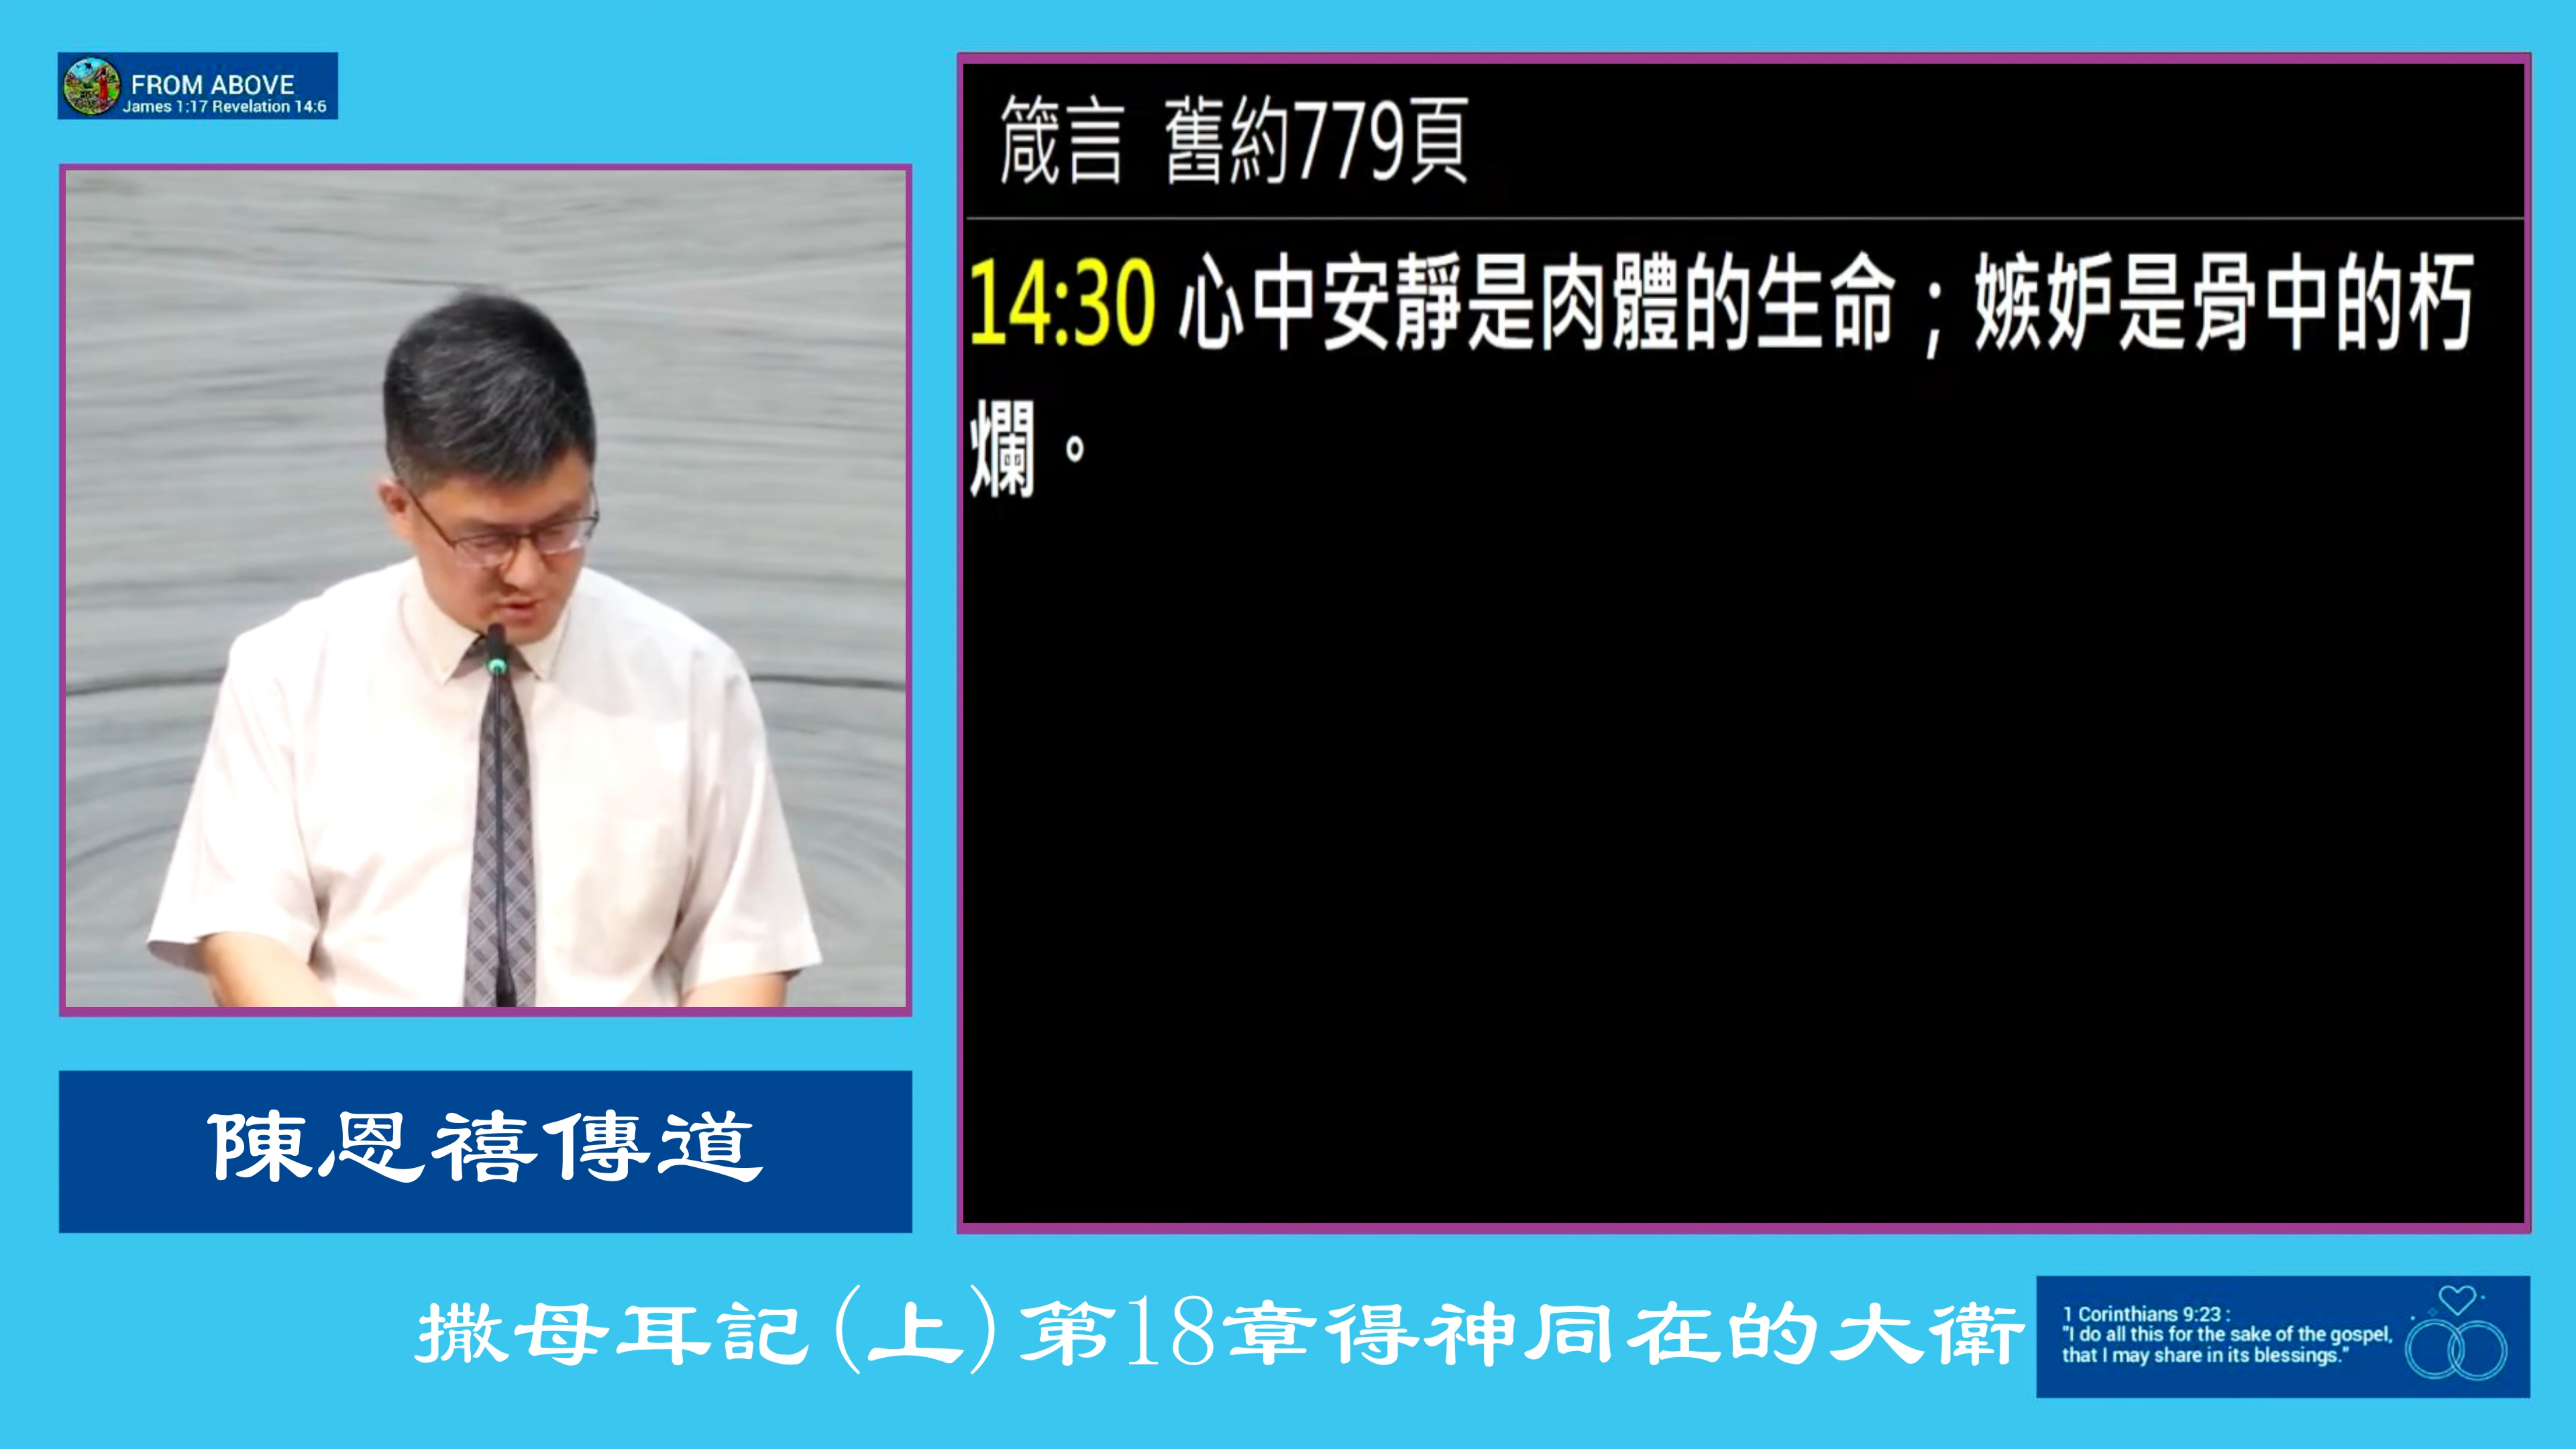 FROM ABOVE
James 1:17 Revelation 14:6
箴言 舊約779頁
14:30 心中安靜是肉體的生命；嫉妒是骨中的朽
爛。
陳恩禧傳道
撒母耳記(上)第18章得神同在的大衛
1 Corinthians 9:23 :
"I do all this for the sake of the gospel,
that I may share in its blessings."